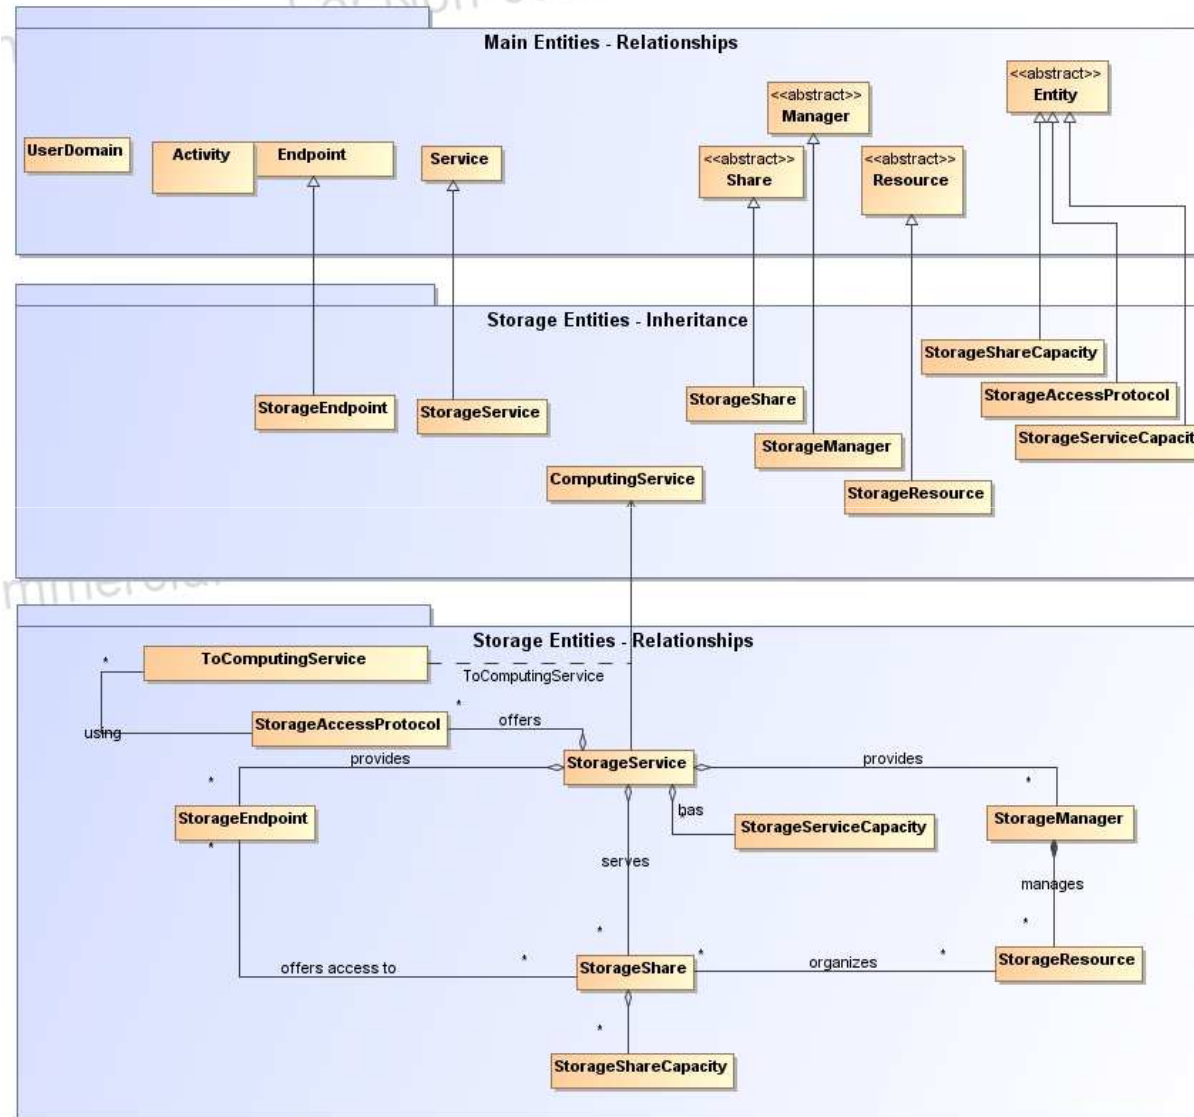 Main Entities - Relationships
<<abstract>>
Entity
<<abstract>>
Manager
UserDomain
Activity
Endpoint
Service
<<abstract>>
Share
<<abstract>>
Resource
Storage Entities - Inheritance
StorageShareCapacity
StorageAccessProtocol
StorageEndpoint
StorageService
StorageShare
StorageServiceCapacit
StorageManager
ComputingService
StorageResource
mmercial
Storage Entities - Relationships
ToComputingService
*
ToComputingService
*
StorageAccessProtocol
offers
using
provides
StorageService
provides
*
*
StorageEndpoint
has
*
StorageServiceCapacity
StorageManager
*
serves
manages
*
*
*
*
*
StorageShare
organizes
StorageResource
offers access to
*
StorageShareCapacity